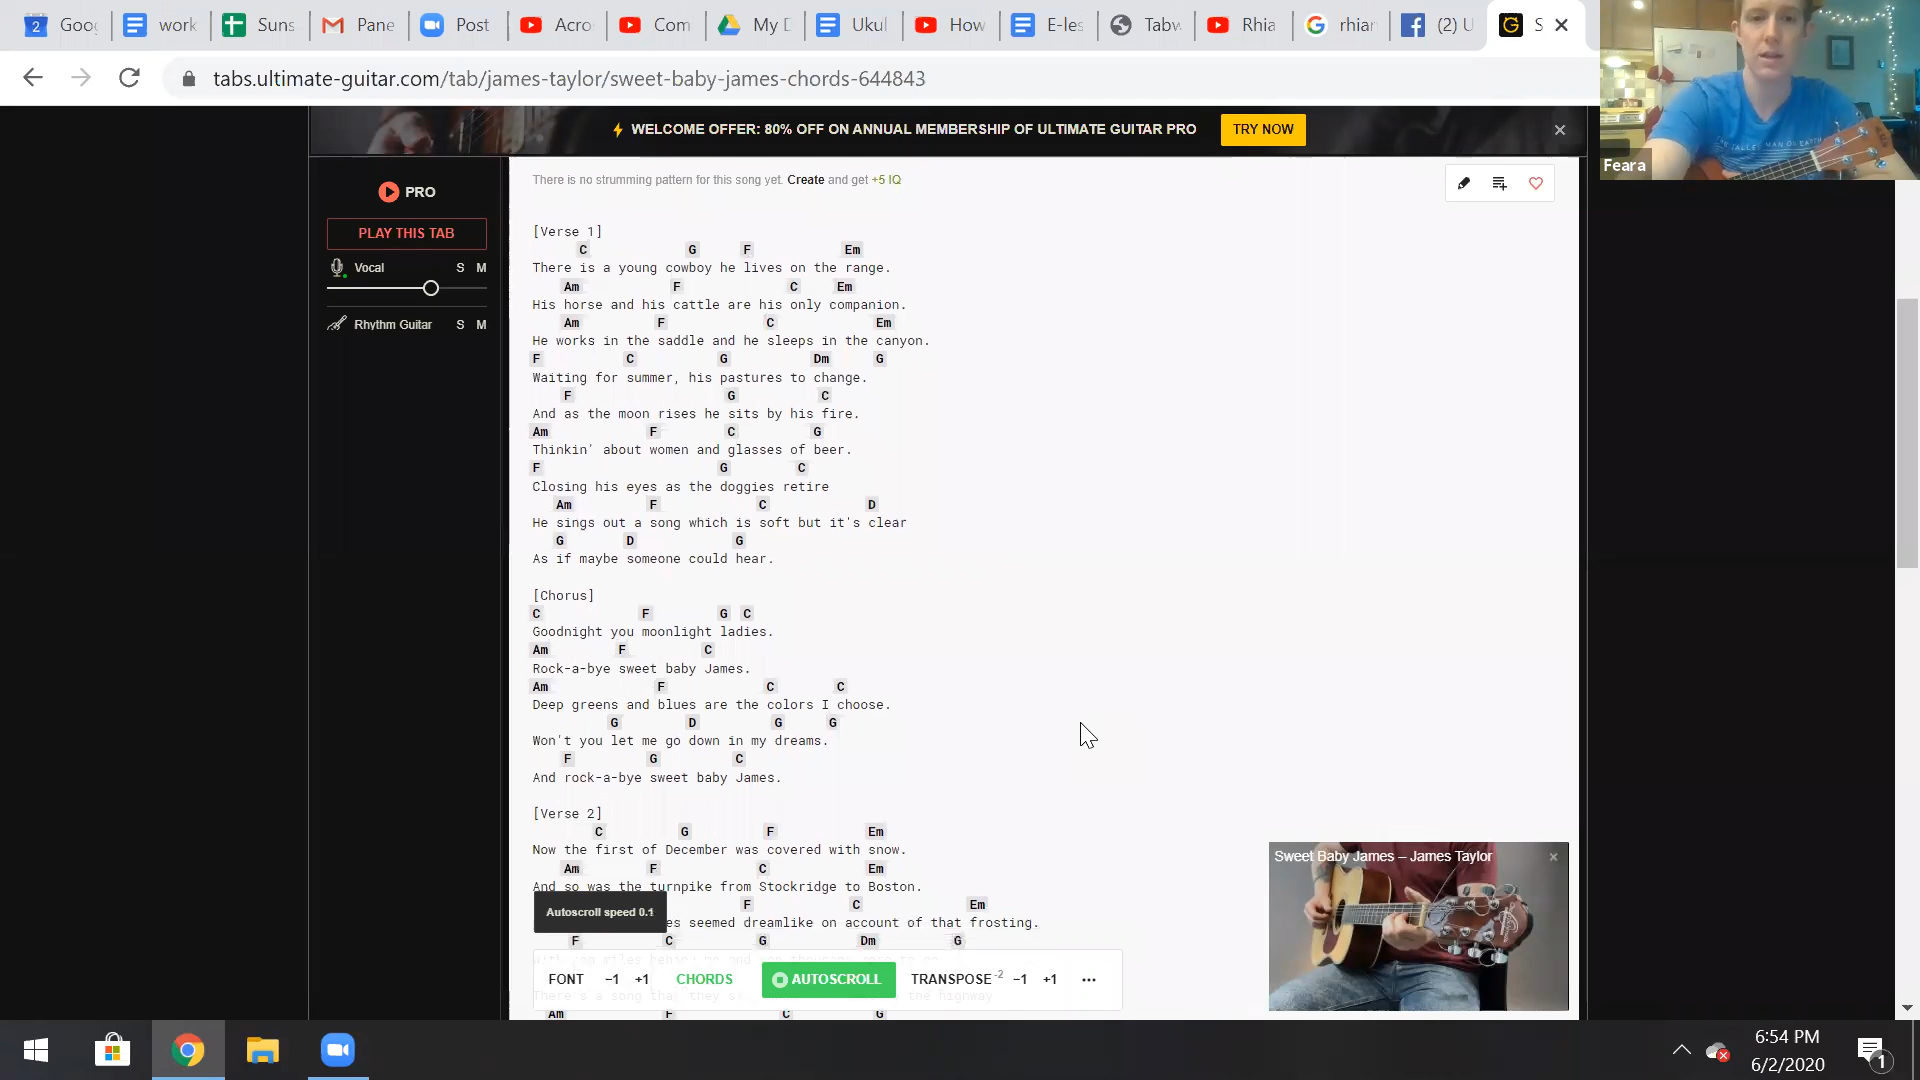 2 Goog work Suns Pane Post Acro Com My D Ukul How E-les Tabw Rhia rhian (2) U S
tabs.ultimate-guitar.com/tab/james-taylor/sweet-baby-james-chords-644843
WELCOME OFFER: 80% OFF ON ANNUAL MEMBERSHIP OF ULTIMATE GUITAR PRO TRY NOW
Feara
There is no strumming pattern for this song yet. Create and get +5 IQ
PRO
PLAY THIS TAB
Vocal S M
Rhythm Guitar S M
[Verse 1]
C G F Em
There is a young cowboy he lives on the range.
Am F C Em
His horse and his cattle are his only companion.
Am F C Em
He works in the saddle and he sleeps in the canyon.
F C G Dm G
Waiting for summer, his pastures to change.
F G C
And as the moon rises he sits by his fire.
Am F C G
Thinkin' about women and glasses of beer.
F G C
Closing his eyes as the doggies retire
Am F C D
He sings out a song which is soft but it's clear
G D G
As if maybe someone could hear.
[Chorus]
C F G C
Goodnight you moonlight ladies.
Am F C
Rock-a-bye sweet baby James.
Am F C C
Deep greens and blues are the colors I choose.
G D G G
Won't you let me go down in my dreams.
F G C
And rock-a-bye sweet baby James.
[Verse 2]
C G F Em
Now the first of December was covered with snow.
Am F C Em
And so was the turnpike from Stockridge to Boston.
F C Em
es seemed dreamlike on account of that frosting.
F C G Dm G
There's a song that they s the highway
Am F C G
Autoscroll speed 0.1
FONT −1 +1 CHORDS AUTOSCROLL TRANSPOSE -2 −1 +1 •••
Sweet Baby James – James Taylor
6:54 PM
6/2/2020
1